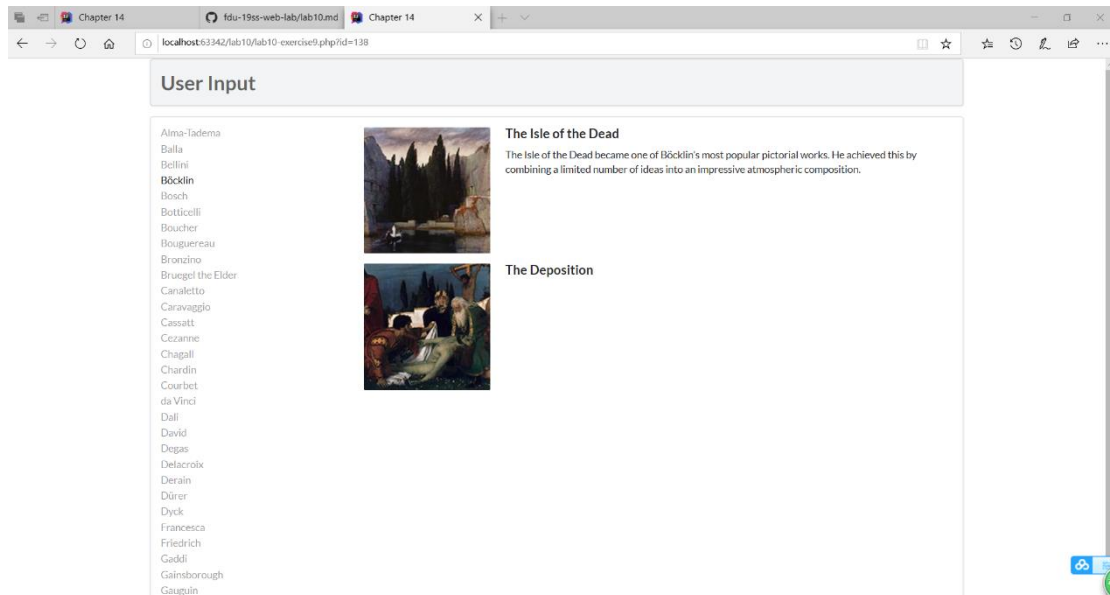 Chapter 14
fdu-19ss-web-lab/lab10.md
Chapter 14
localhost:63342/lab10/lab10-exercise9.php?id=138
User Input
Alma-Tadema
Balla
Bellini
Böcklin
Bosch
Botticelli
Boucher
Bouguereau
Bronzino
Bruegel the Elder
Canaletto
Caravaggio
Cassatt
Cezanne
Chagall
Chardin
Courbet
da Vinci
Dalí
David
Degas
Delacroix
Derain
Dürer
Dyck
Francesca
Friedrich
Gaddi
Gainsborough
Gauguin
The Isle of the Dead
The Isle of the Dead became one of Böcklin's most popular pictorial works. He achieved this by
combining a limited number of ideas into an impressive atmospheric composition.
The Deposition